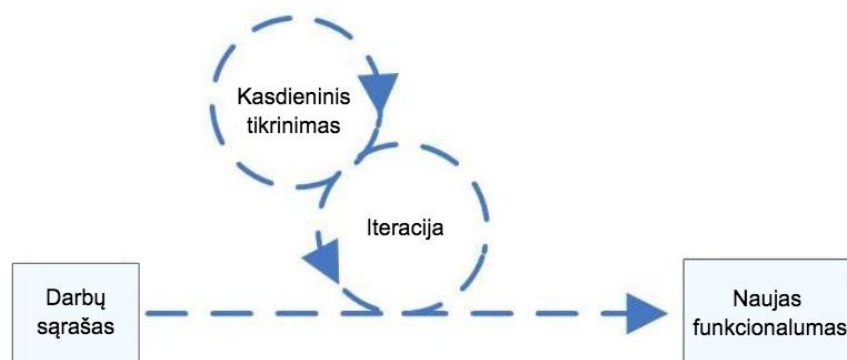 Kasdieninis
tikrinimas
Iteracija
Darbų
sąrašas
Naujas
funkcionalumas